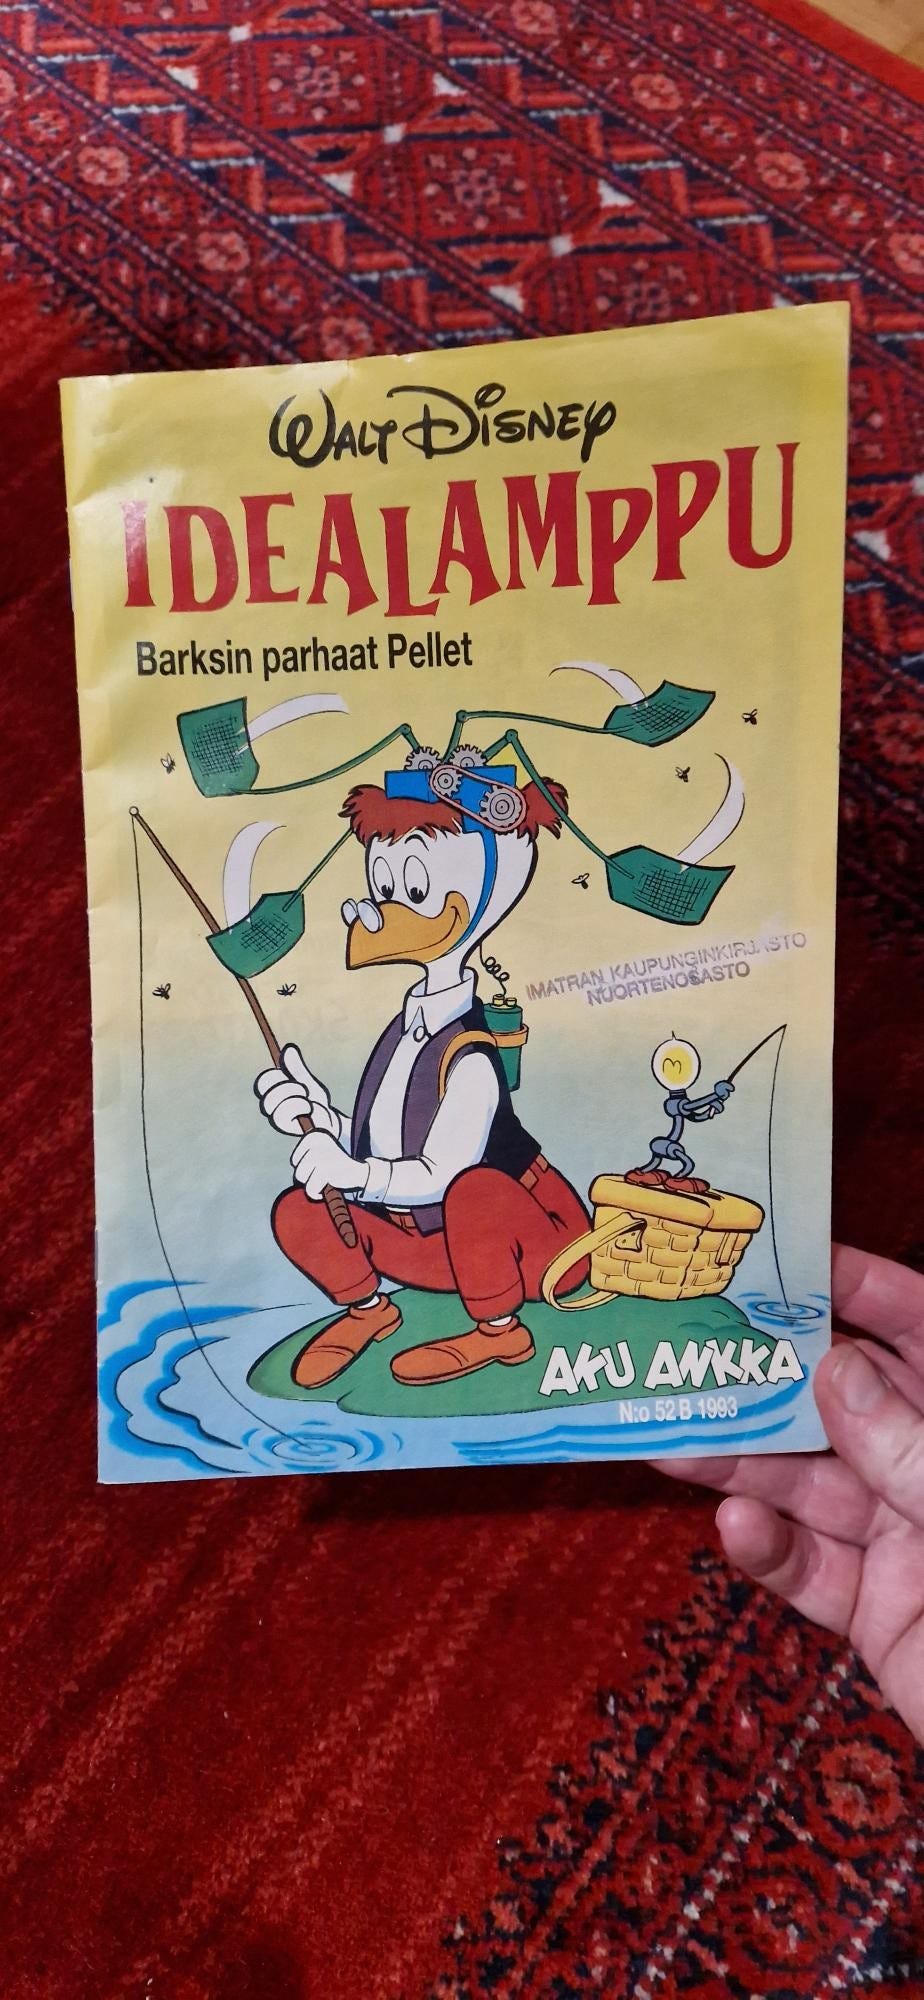 WALT DISNEY
IDEALAMPPU
Barksin parhaat Pellet
IMATRAN KAUPUNGINKIRJASTO
NUORTENOSASTO
AKU ANKKA
N:o 52 B 1993